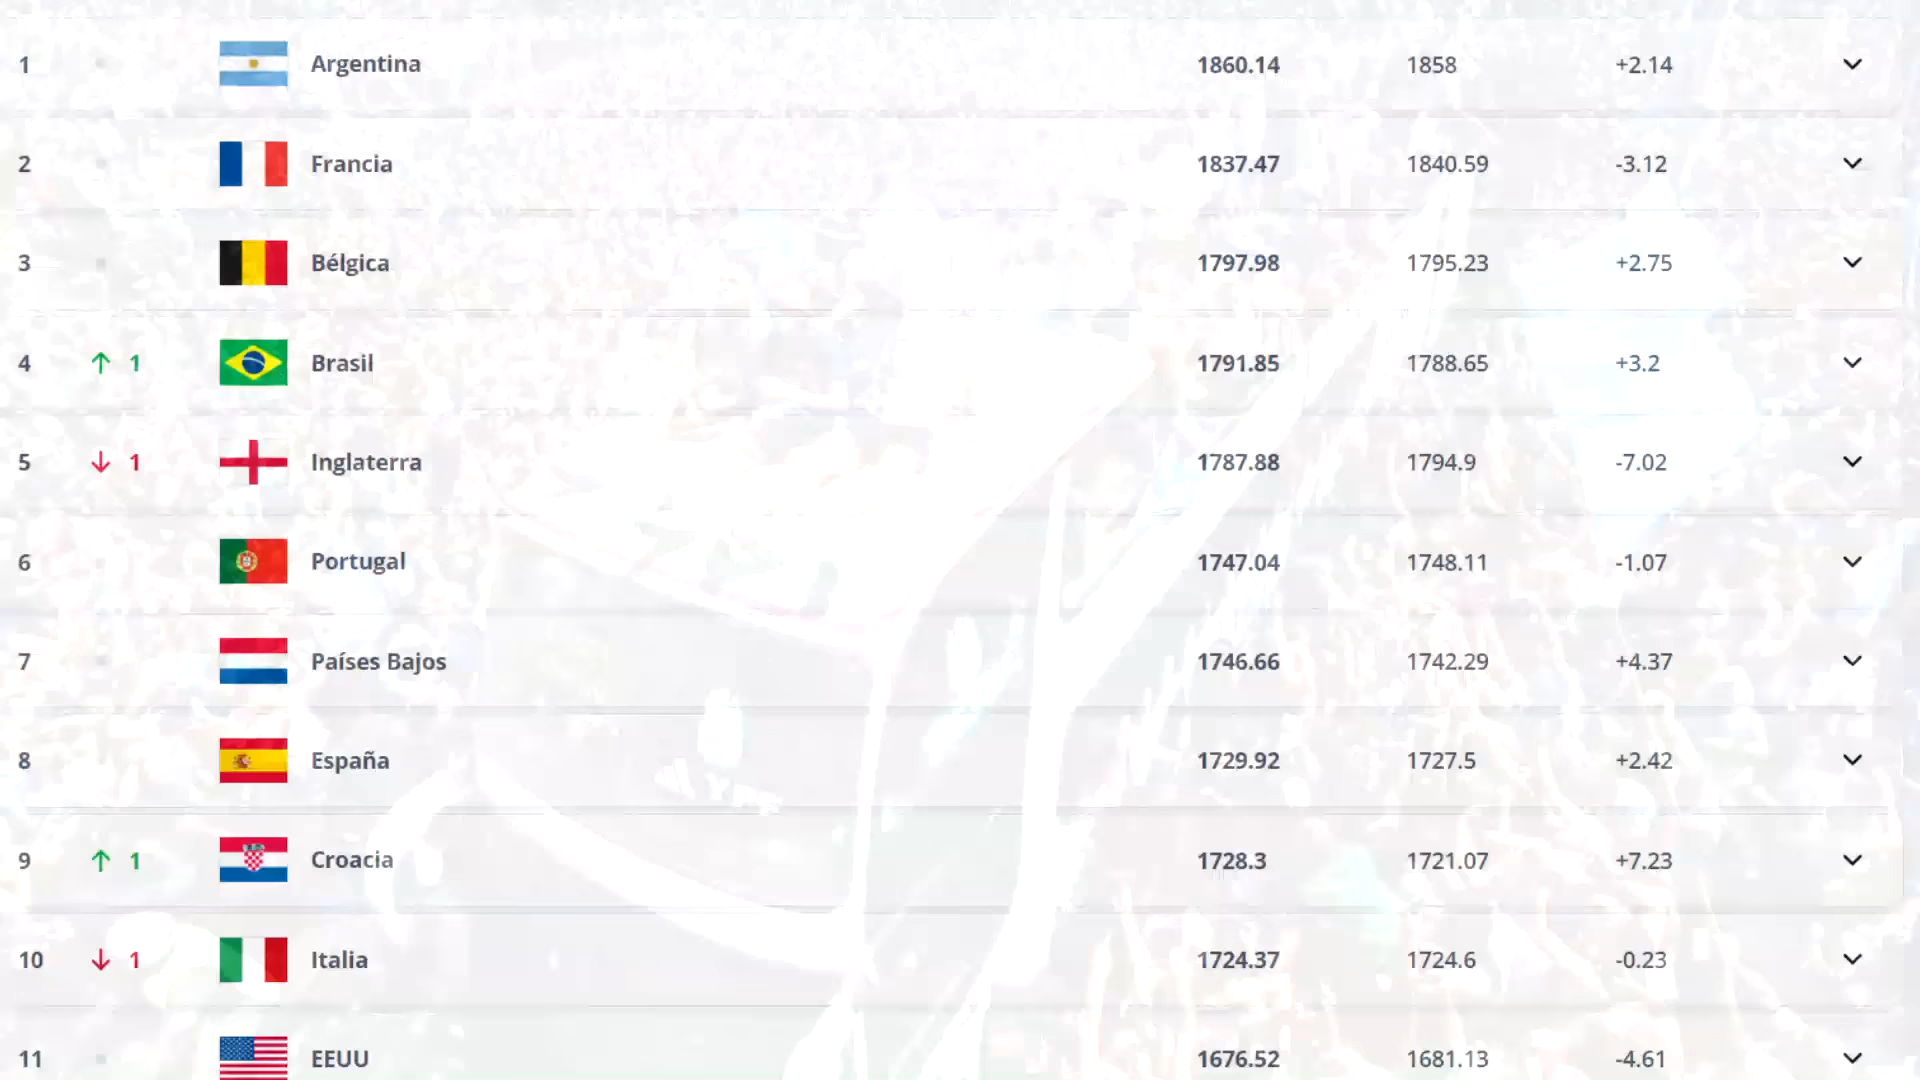 1 Argentina 1860.14 1858 +2.14
2 Francia 1837.47 1840.59 -3.12
3 Bélgica 1797.98 1795.23 +2.75
4 1 Brasil 1791.85 1788.65 +3.2
5 1 Inglaterra 1787.88 1794.9 -7.02
6 Portugal 1747.04 1748.11 -1.07
7 Países Bajos 1746.66 1742.29 +4.37
8 España 1729.92 1727.5 +2.42
9 1 Croacia 1728.3 1721.07 +7.23
10 1 Italia 1724.37 1724.6 -0.23
11 EEUU 1676.52 1681.13 -4.61